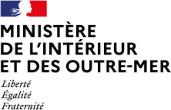 MINISTÈRE
DE L'INTÉRIEUR
ET DES OUTRE-MER
Liberté
Égalité
Fraternité